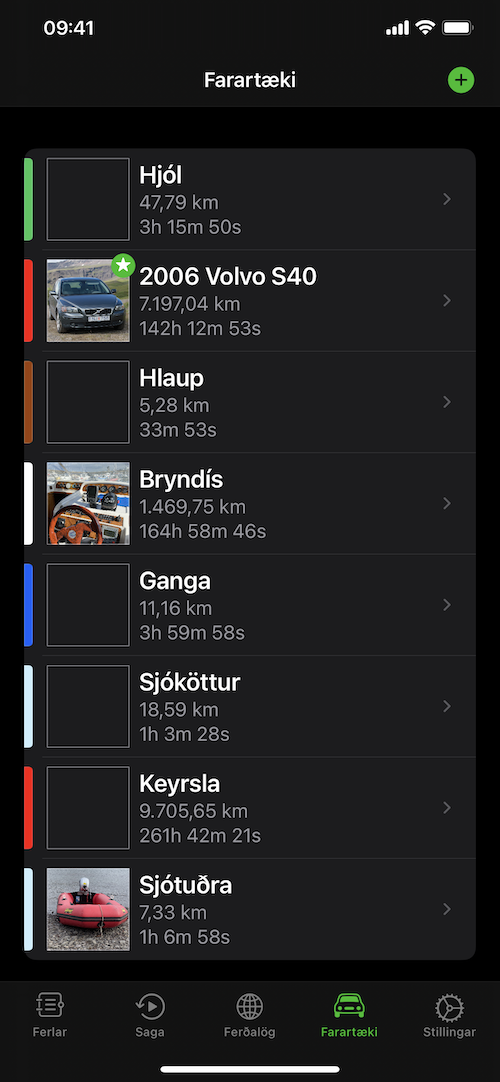 09:41
Farartæki
Hjól
47,79 km
3h 15m 50s
2006 Volvo S40
7.197,04 km
142h 12m 53s
Hlaup
5,28 km
33m 53s
Bryndís
1.469,75 km
164h 58m 46s
Ganga
11,16 km
3h 59m 58s
Sjóköttur
18,59 km
1h 3m 28s
Keyrsla
9.705,65 km
261h 42m 21s
Sjótuðra
7,33 km
1h 6m 58s
Ferlar
Saga
Ferðalög
Farartæki
Stillingar